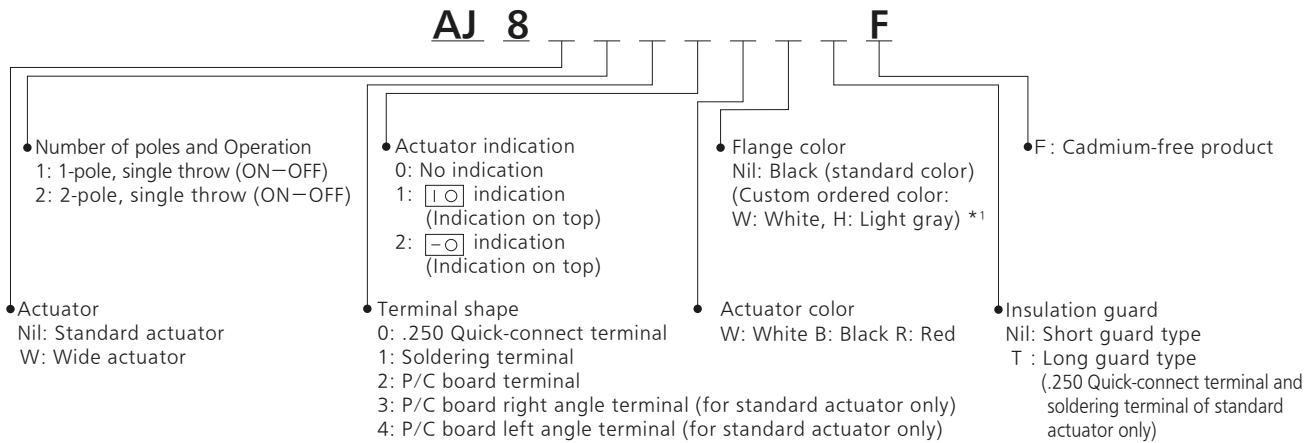 AJ 8 F
Number of poles and Operation
1: 1-pole, single throw (ON−OFF)
2: 2-pole, single throw (ON−OFF)
Actuator indication
0: No indication
1: | ○ indication
(Indication on top)
2: – ○ indication
(Indication on top)
Flange color
Nil: Black (standard color)
(Custom ordered color:
W: White, H: Light gray) *1
F : Cadmium-free product
Actuator
Nil: Standard actuator
W: Wide actuator
Terminal shape
0: .250 Quick-connect terminal
1: Soldering terminal
2: P/C board terminal
3: P/C board right angle terminal (for standard actuator only)
4: P/C board left angle terminal (for standard actuator only)
Actuator color
W: White B: Black R: Red
Insulation guard
Nil: Short guard type
T : Long guard type
(.250 Quick-connect terminal and
soldering terminal of standard
actuator only)